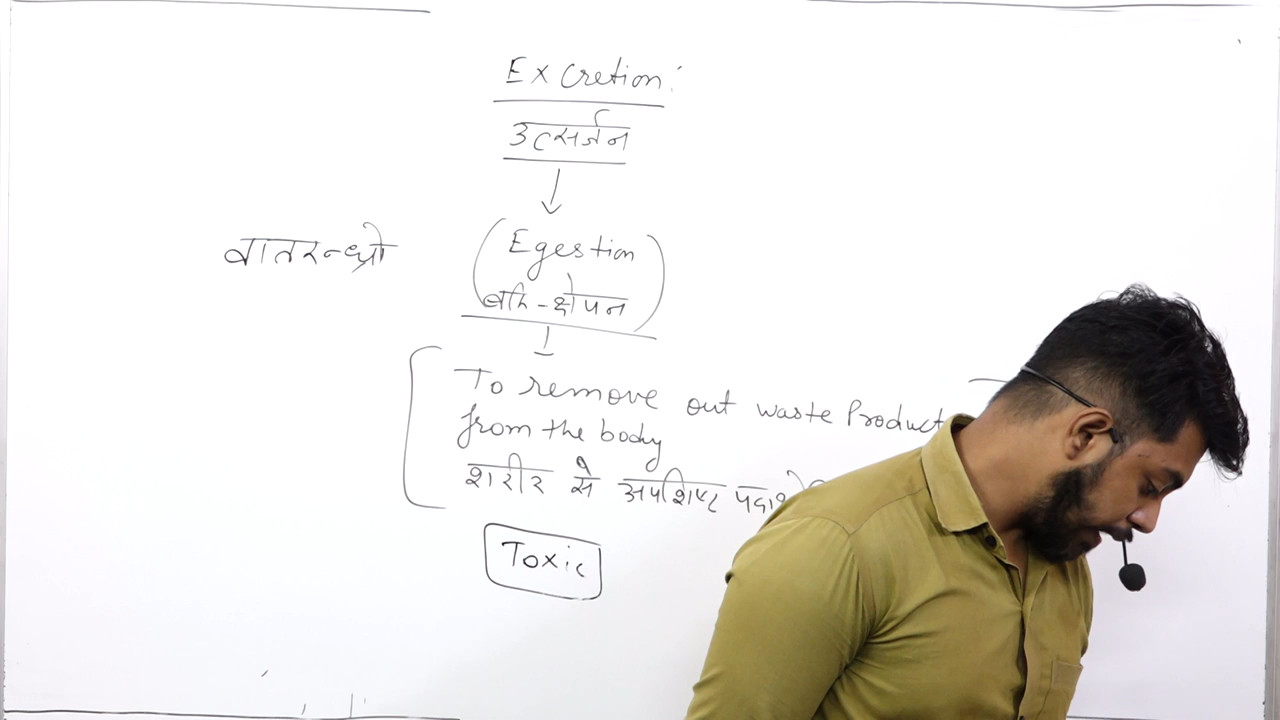 Excretion:
उत्सर्जन
वातरन्ध्रो
(Egestion
बहि-क्षेपन)
To remove out waste Product
from the body
शरीर से अपशिष्ट
Toxic